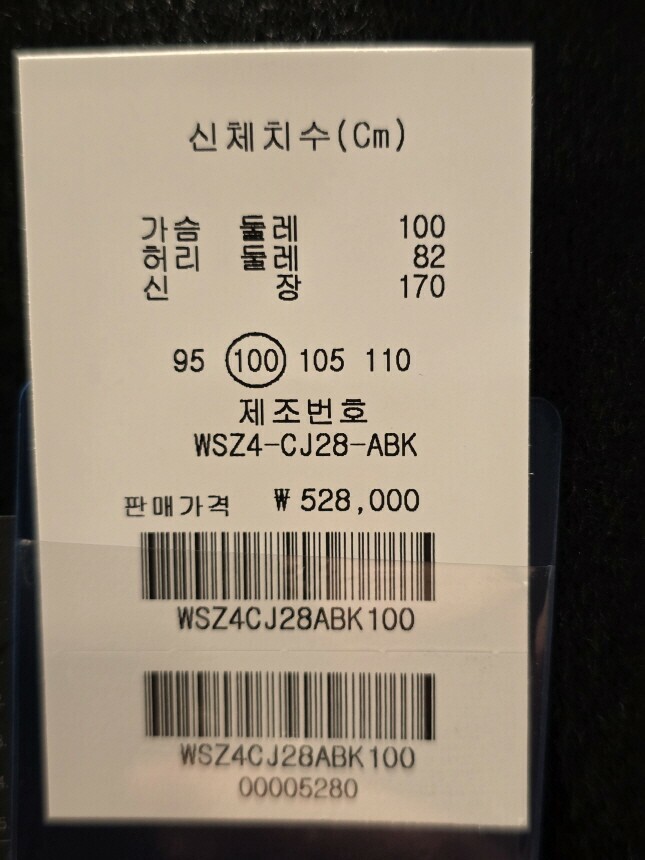 신체치수(Cm)
가슴 둘레 100
허리 둘레 82
신 장 170
95 100 105 110
제조번호
WSZ4-CJ28-ABK
판매가격 ₩528,000
WSZ4CJ28ABK100
WSZ4CJ28ABK100
00005280